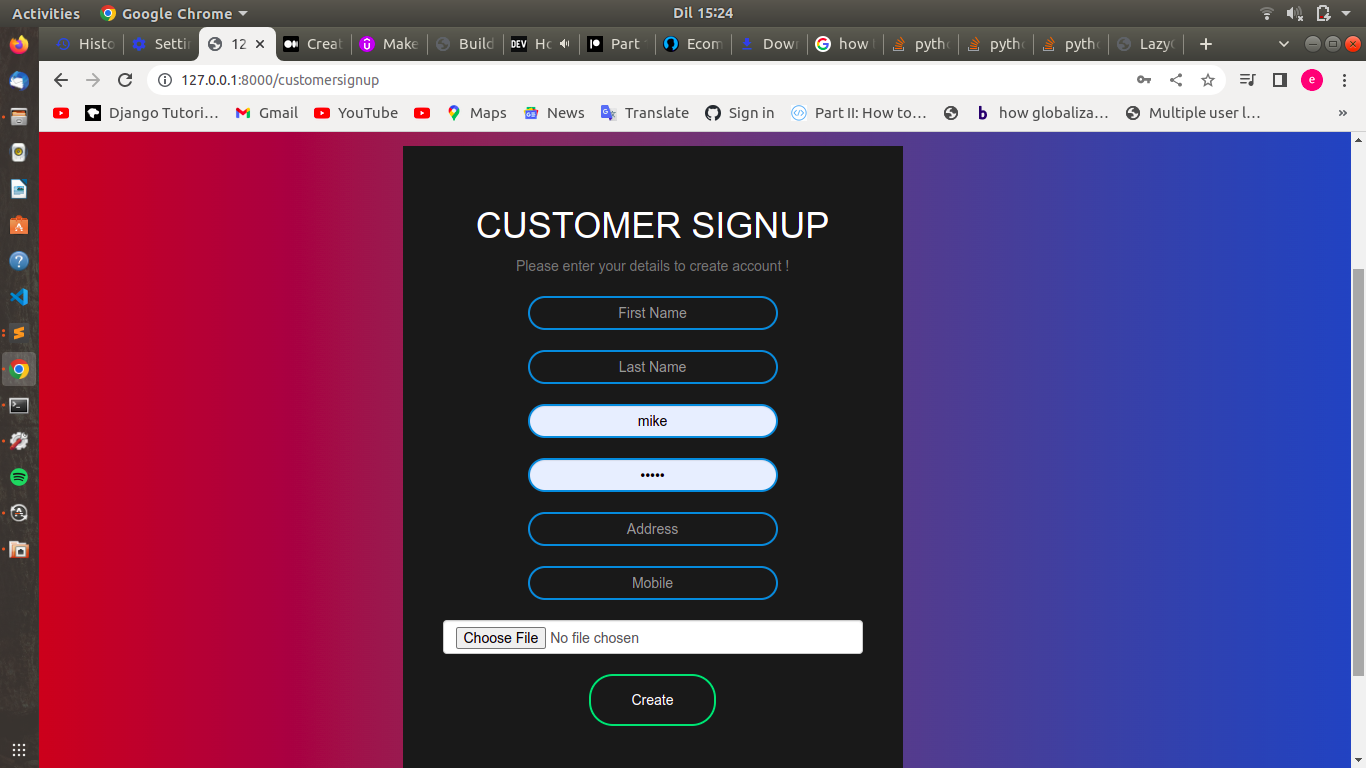 Activities Google Chrome Dil 15:24
Histo Settin 12 Creat Make Build DEV Ho Part Ecom Down how pytho pytho pytho LazyC
127.0.0.1:8000/customersignup e
Django Tutori… Gmail YouTube Maps News Translate Sign in Part II: How to… b how globaliza… Multiple user l… »
CUSTOMER SIGNUP
Please enter your details to create account !
First Name
Last Name
mike
•••••
Address
Mobile
Choose File No file chosen
Create